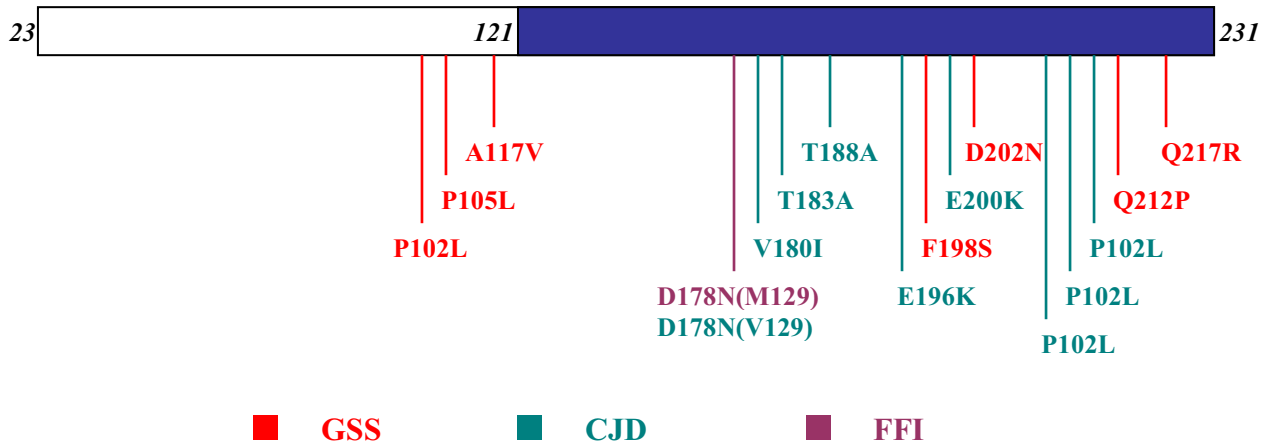 23 121 231
A117V T188A D202N Q217R
P105L T183A E200K Q212P
P102L V180I F198S P102L
D178N(M129) E196K P102L
D178N(V129)
P102L
GSS CJD FFI